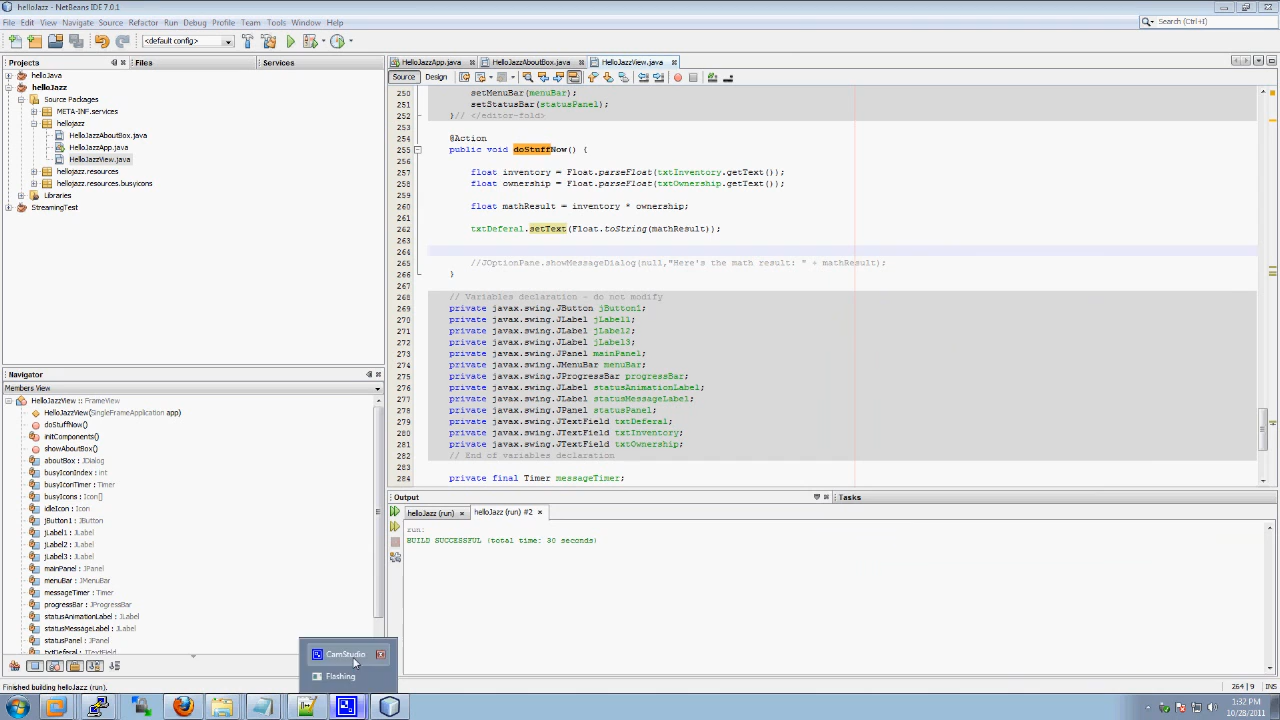 helloJazz - NetBeans IDE 7.0.1
File Edit View Navigate Source Refactor Run Debug Profile Team Tools Window Help
Search (Ctrl+I)
<default config>
Projects
Files
Services
helloJava
helloJazz
Source Packages
META-INF.services
hellojazz
HelloJazzAboutBox.java
HelloJazzApp.java
HelloJazzView.java
hellojazz.resources
hellojazz.resources.busyicons
Libraries
StreamingTest
HelloJazzApp.java
HelloJazzAboutBox.java
HelloJazzView.java
Source Design
250 setMenuBar(menuBar);
251 setStatusBar(statusPanel);
252 }// </editor-fold>
253
254 @Action
255 public void doStuffNow() {
256
257 float inventory = Float.parseFloat(txtInventory.getText());
258 float ownership = Float.parseFloat(txtOwnership.getText());
259
260 float mathResult = inventory * ownership;
261
262 txtDeferal.setText(Float.toString(mathResult));
263
264
265 //JOptionPane.showMessageDialog(null,"Here's the math result: " + mathResult);
266 }
267
268 // Variables declaration - do not modify
269 private javax.swing.JButton jButton1;
270 private javax.swing.JLabel jLabel1;
271 private javax.swing.JLabel jLabel2;
272 private javax.swing.JLabel jLabel3;
273 private javax.swing.JPanel mainPanel;
274 private javax.swing.JMenuBar menuBar;
275 private javax.swing.JProgressBar progressBar;
276 private javax.swing.JLabel statusAnimationLabel;
277 private javax.swing.JLabel statusMessageLabel;
278 private javax.swing.JPanel statusPanel;
279 private javax.swing.JTextField txtDeferal;
280 private javax.swing.JTextField txtInventory;
281 private javax.swing.JTextField txtOwnership;
282 // End of variables declaration
283
284 private final Timer messageTimer;
Navigator
Members View
HelloJazzView :: FrameView
HelloJazzView(SingleFrameApplication app)
doStuffNow()
initComponents()
showAboutBox()
aboutBox : JDialog
busyIconIndex : int
busyIconTimer : Timer
busyIcons : Icon[]
idleIcon : Icon
jButton1 : JButton
jLabel1 : JLabel
jLabel2 : JLabel
jLabel3 : JLabel
mainPanel : JPanel
menuBar : JMenuBar
messageTimer : Timer
progressBar : JProgressBar
statusAnimationLabel : JLabel
statusMessageLabel : JLabel
statusPanel : JPanel
txtDeferal : JTextField
Output
Tasks
helloJazz (run)
helloJazz (run) #2
run:
BUILD SUCCESSFUL (total time: 30 seconds)
CamStudio
Flashing
Finished building helloJazz (run).
264 | 9 INS
1:32 PM
10/28/2011